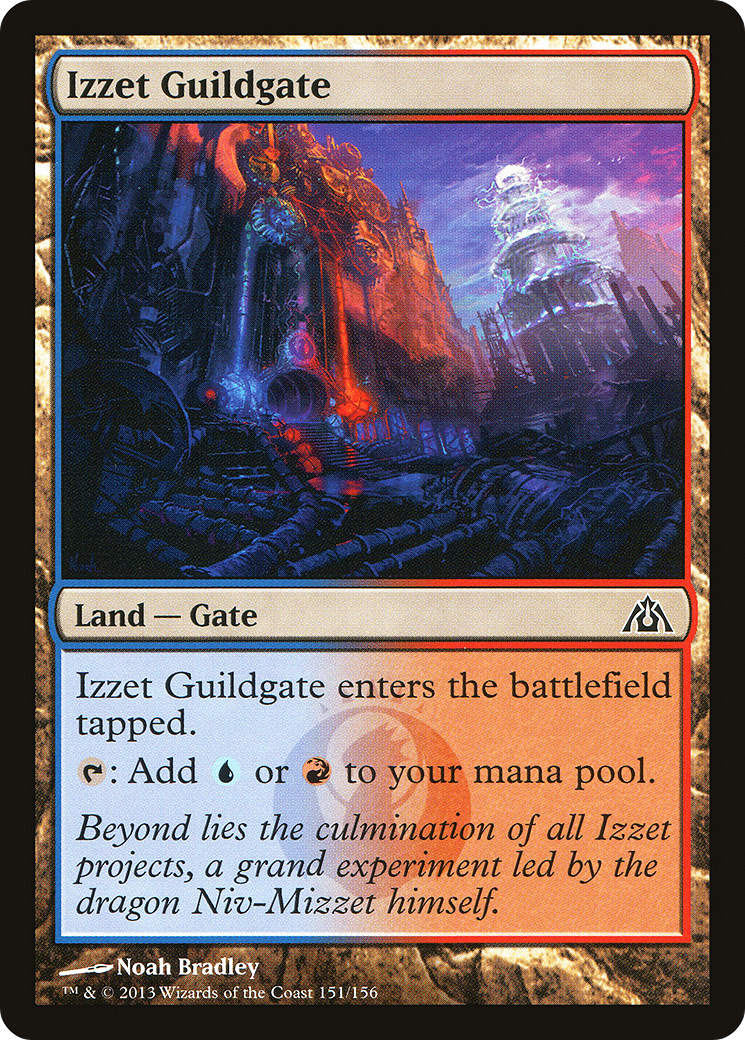 Izzet Guildgate
Land — Gate
Izzet Guildgate enters the battlefield
tapped.
: Add or to your mana pool.
Beyond lies the culmination of all Izzet
projects, a grand experiment led by the
dragon Niv-Mizzet himself.
Noah Bradley
™ & © 2013 Wizards of the Coast 151/156